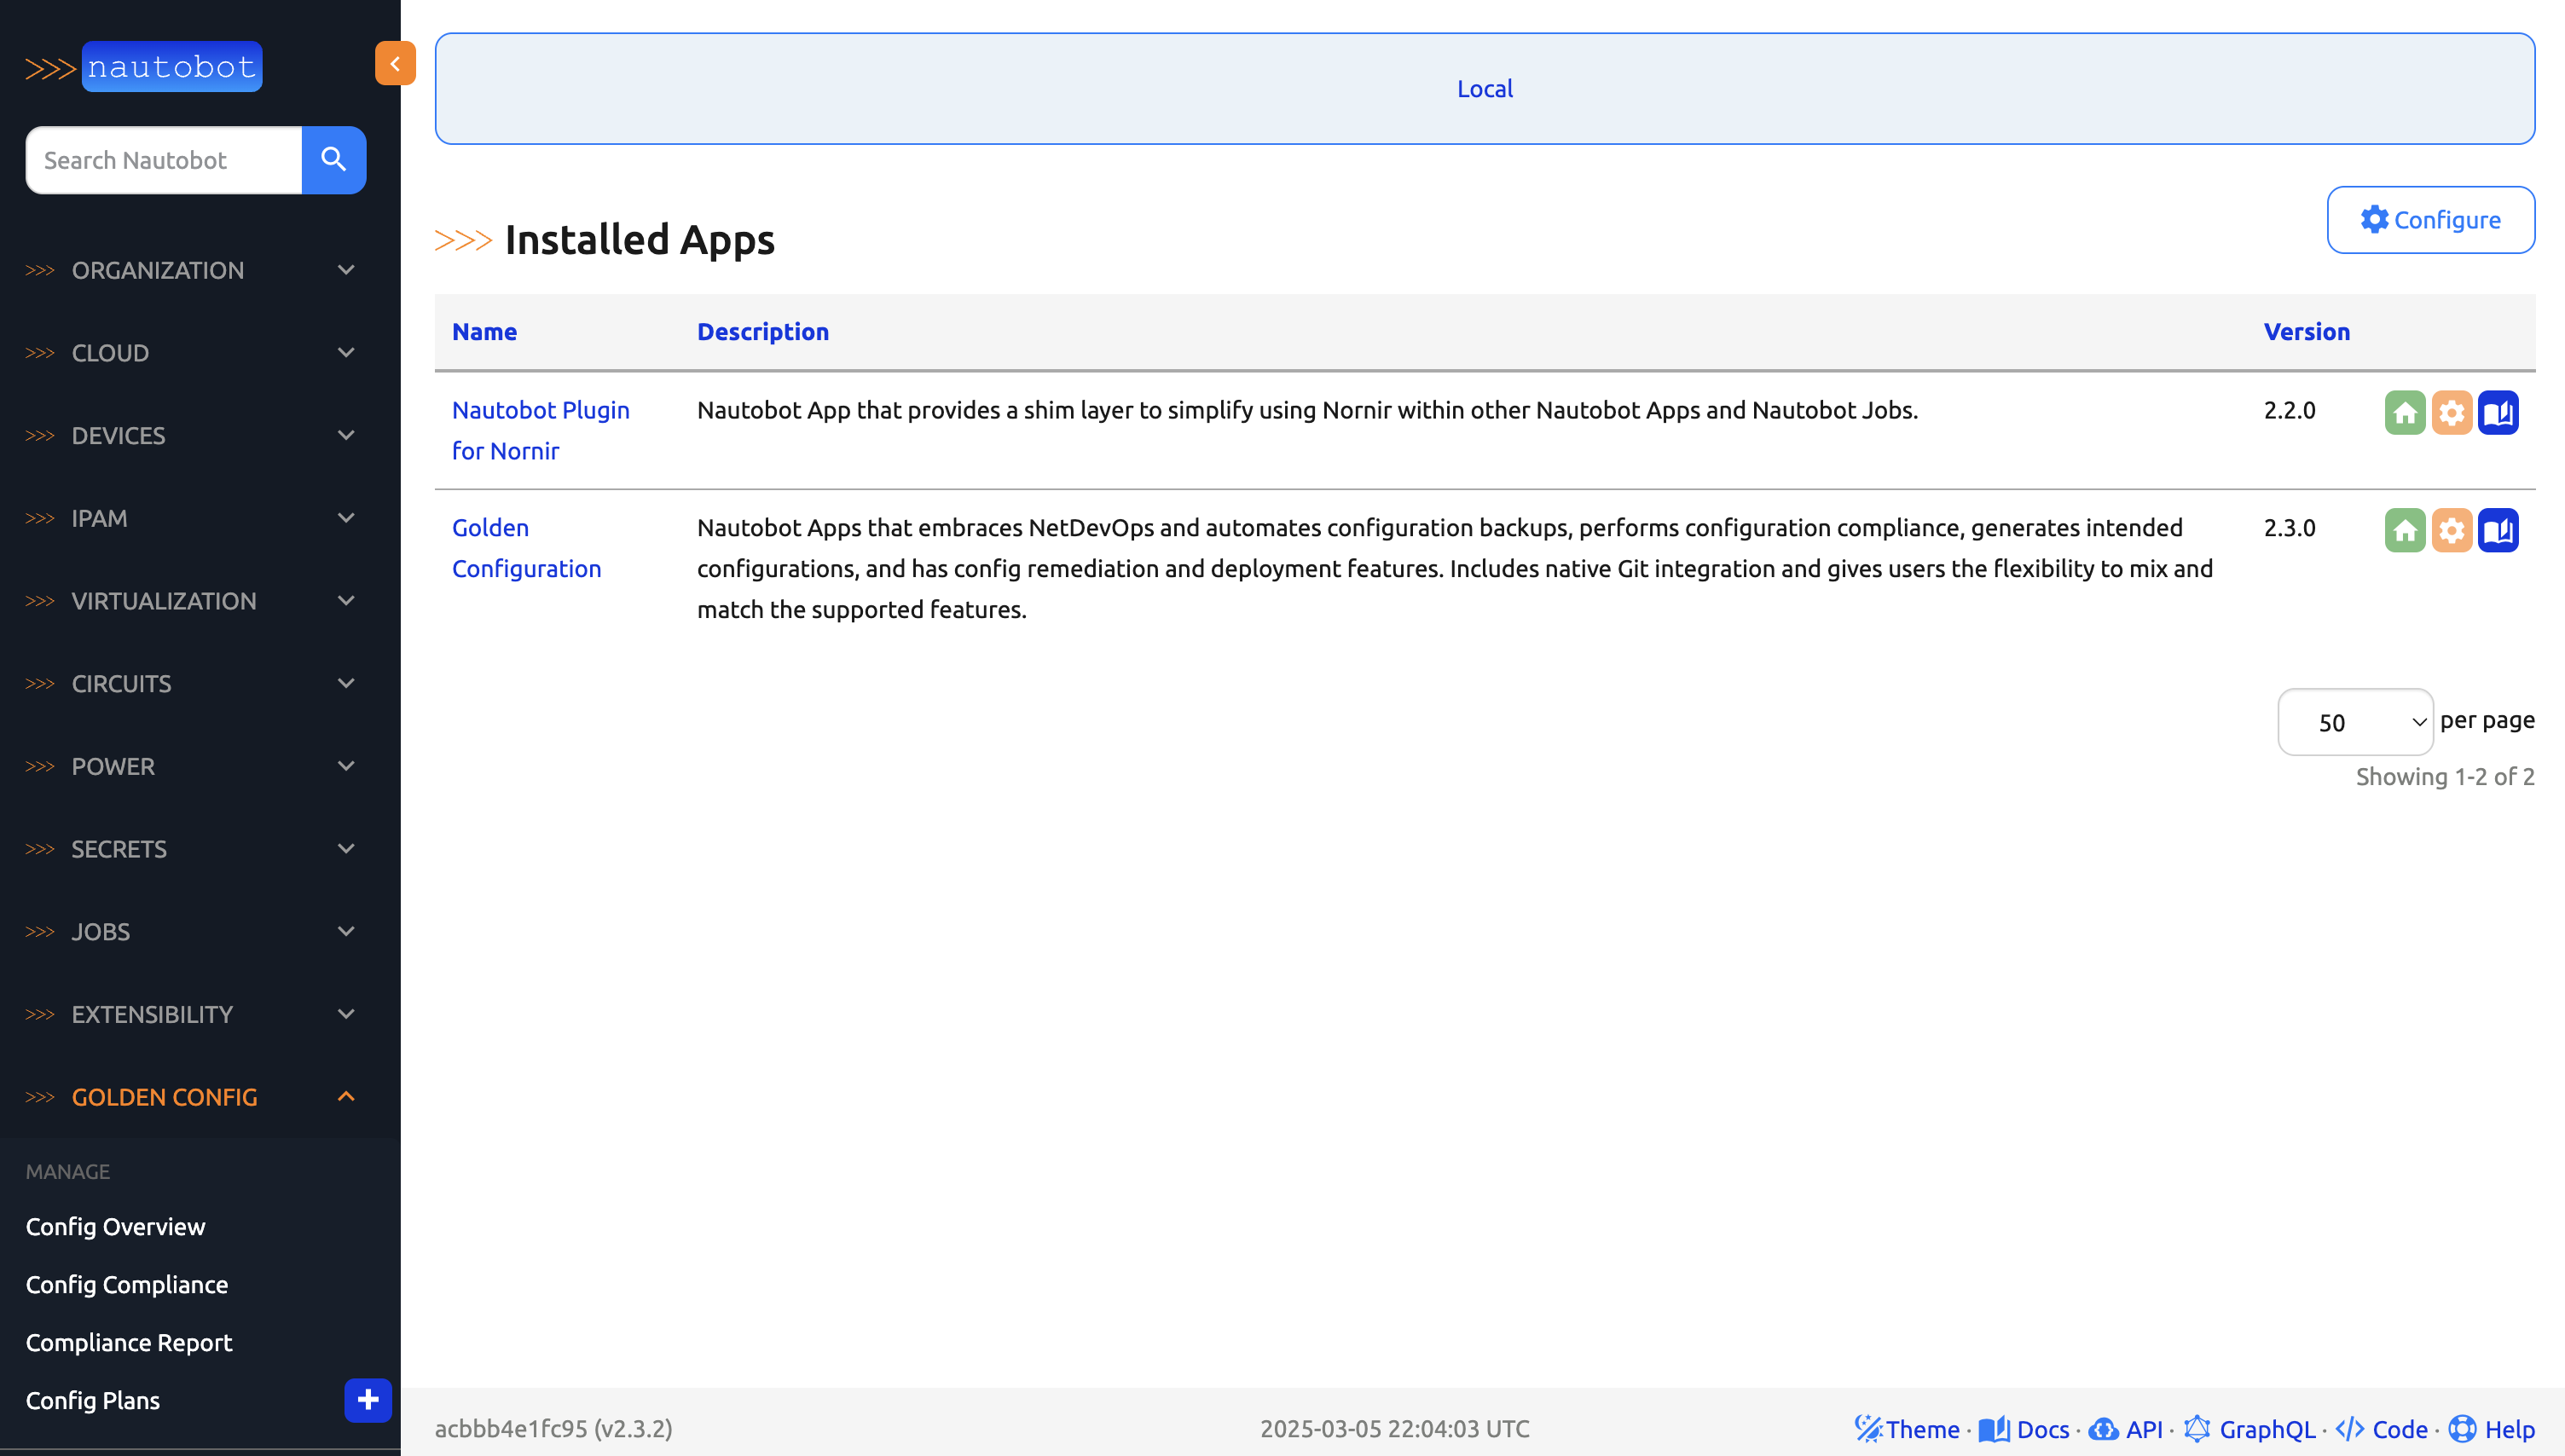 >>> nautobot
Search Nautobot
>>> ORGANIZATION
>>> CLOUD
>>> DEVICES
>>> IPAM
>>> VIRTUALIZATION
>>> CIRCUITS
>>> POWER
>>> SECRETS
>>> JOBS
>>> EXTENSIBILITY
>>> GOLDEN CONFIG
MANAGE
Config Overview
Config Compliance
Compliance Report
Config Plans
Local
>>> Installed Apps
Configure
Name Description Version
Nautobot Plugin Nautobot App that provides a shim layer to simplify using Nornir within other Nautobot Apps and Nautobot Jobs. 2.2.0
for Nornir
Golden Nautobot Apps that embraces NetDevOps and automates configuration backups, performs configuration compliance, generates intended 2.3.0
Configuration configurations, and has config remediation and deployment features. Includes native Git integration and gives users the flexibility to mix and
match the supported features.
50 per page
Showing 1-2 of 2
acbbb4e1fc95 (v2.3.2) 2025-03-05 22:04:03 UTC Theme · Docs · API · GraphQL · Code · Help